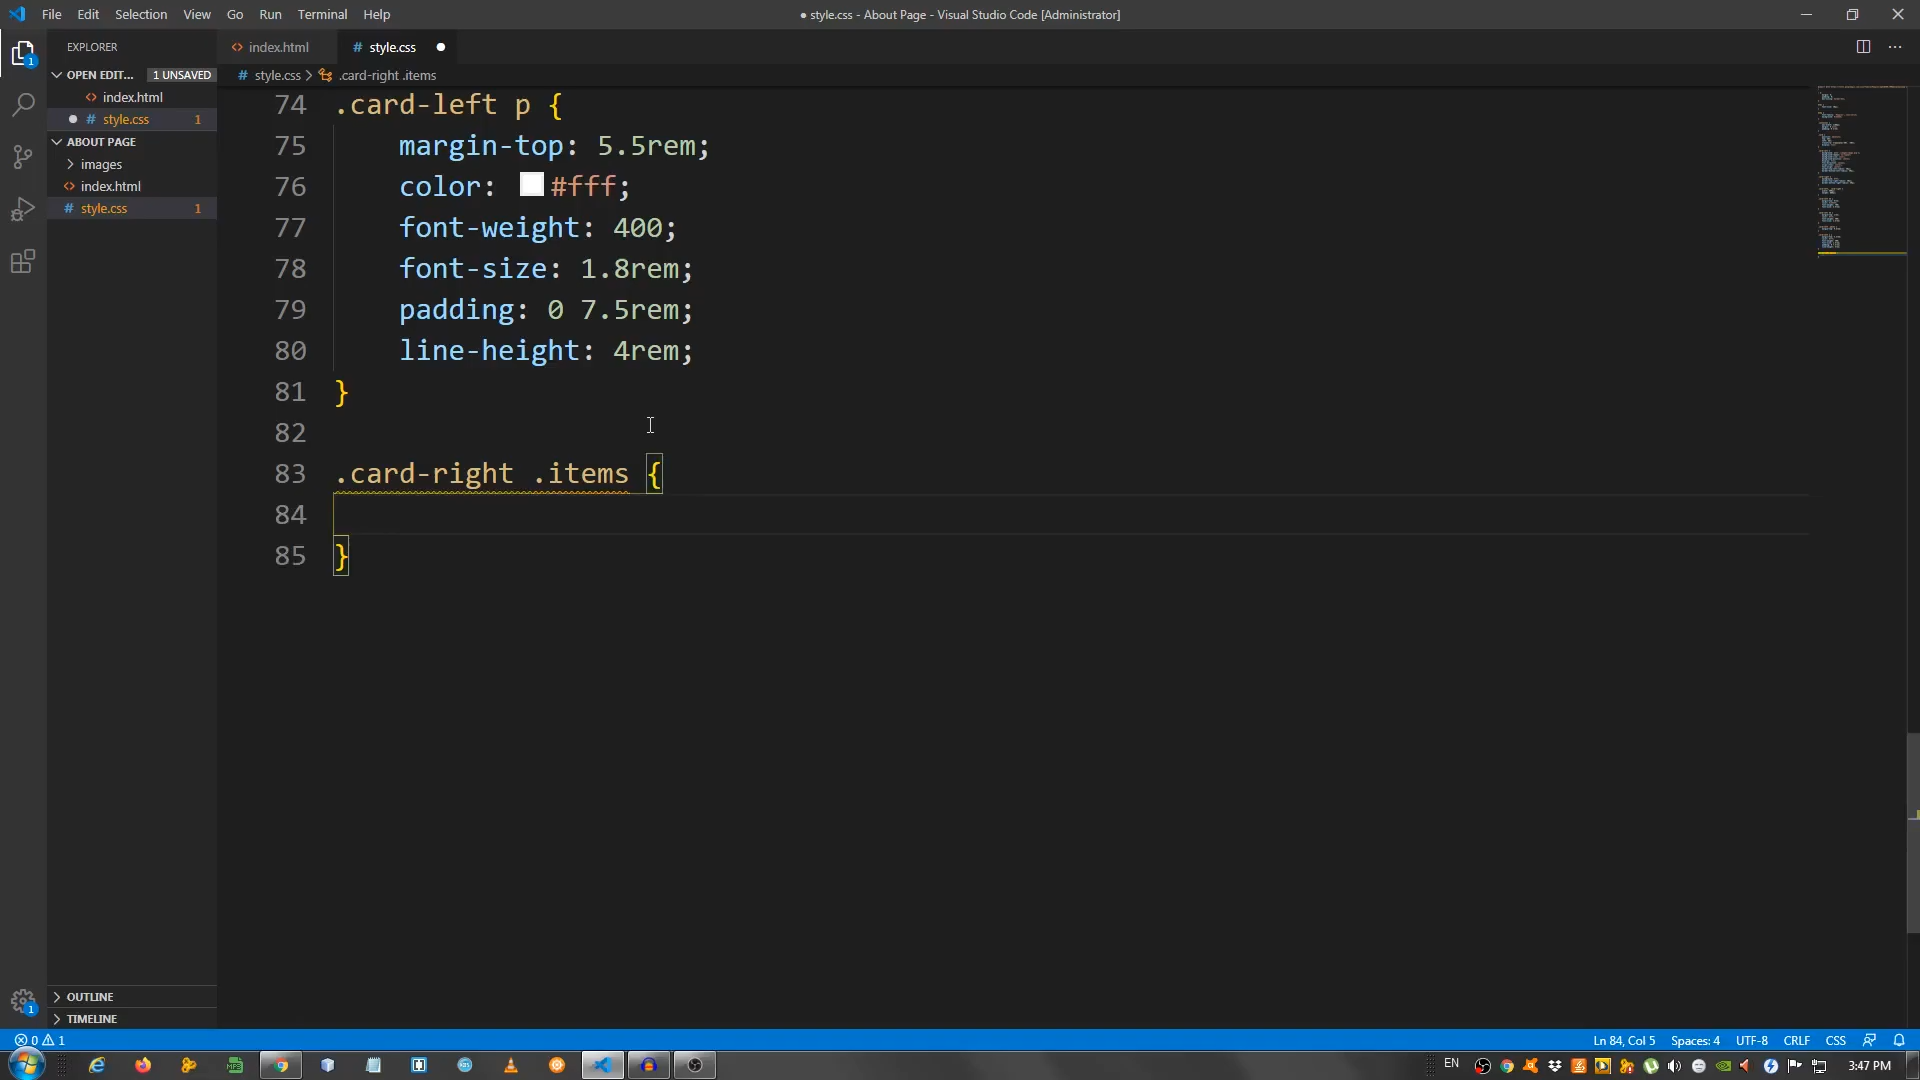 File Edit Selection View Go Run Terminal Help
● style.css - About Page - Visual Studio Code [Administrator]
EXPLORER
OPEN EDIT... 1 UNSAVED
index.html
style.css 1
ABOUT PAGE
images
index.html
style.css 1
OUTLINE
TIMELINE
index.html
# style.css ●
# style.css > .card-right .items
74 .card-left p {
75 margin-top: 5.5rem;
76 color: #fff;
77 font-weight: 400;
78 font-size: 1.8rem;
79 padding: 0 7.5rem;
80 line-height: 4rem;
81 }
82
83 .card-right .items {
84
85 }
0 1
Ln 84, Col 5 Spaces: 4 UTF-8 CRLF CSS
EN
3:47 PM